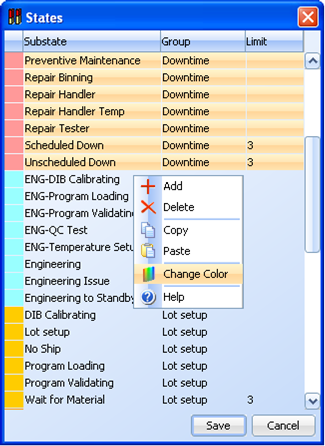 States
Substate Group Limit
Preventive Maintenance Downtime
Repair Binning Downtime
Repair Handler Downtime
Repair Handler Temp Downtime
Repair Tester Downtime
Scheduled Down Downtime 3
Unscheduled Down Downtime 3
ENG-DIB Calibrating
ENG-Program Loading
ENG-Program Validating
ENG-QC Test
ENG-Temperature Setu
Engineering
Engineering Issue
Engineering to Standby
Add
Delete
Copy
Paste
Change Color
Help
DIB Calibrating Lot setup
Lot setup Lot setup
No Ship Lot setup
Program Loading Lot setup
Program Validating Lot setup
Wait for Material Lot setup 3
Save Cancel